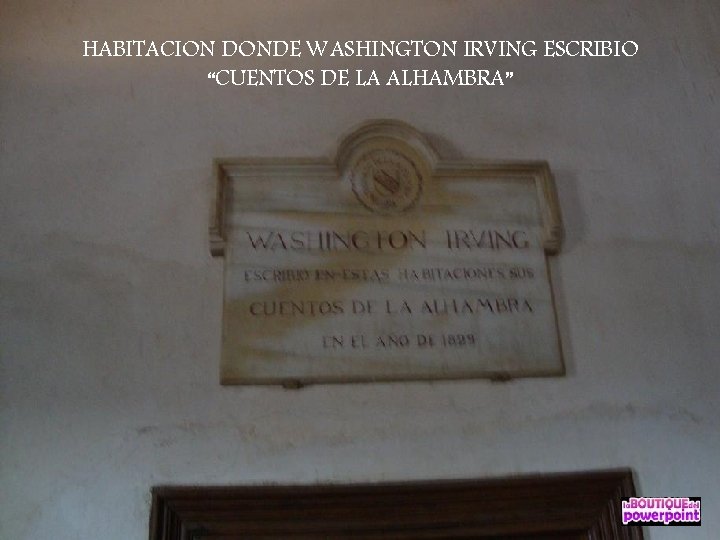 HABITACION DONDE WASHINGTON IRVING ESCRIBIO
“CUENTOS DE LA ALHAMBRA”
WASHINGTON IRVING
ESCRIBIO EN ESTAS HABITACIONES SUS
CUENTOS DE LA ALHAMBRA
EN EL AÑO DE 1829
la BOUTIQUE del
powerpoint